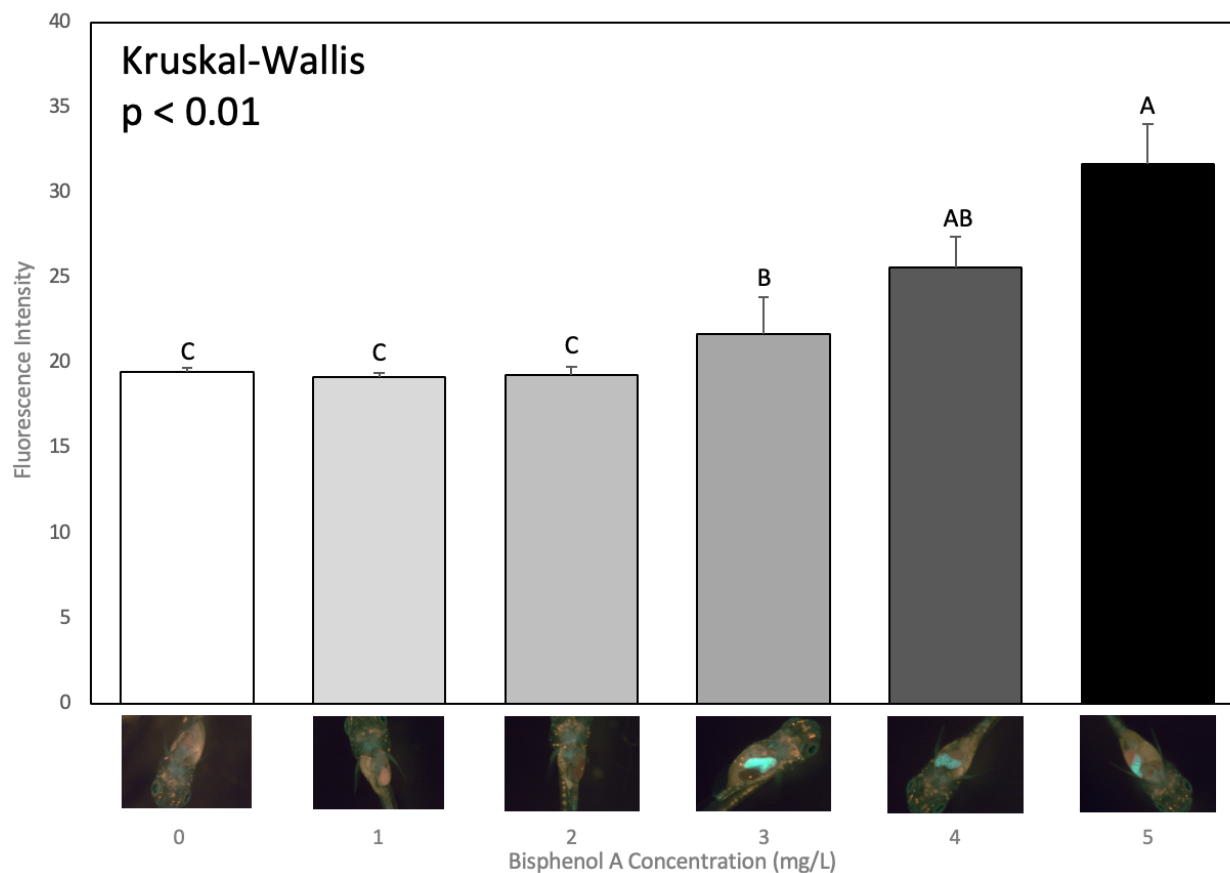 Kruskal-Wallis
p < 0.01
40
35
30
25
20
15
10
5
0
Fluorescence Intensity
C
C
C
B
AB
A
0 1 2 3 4 5
Bisphenol A Concentration (mg/L)